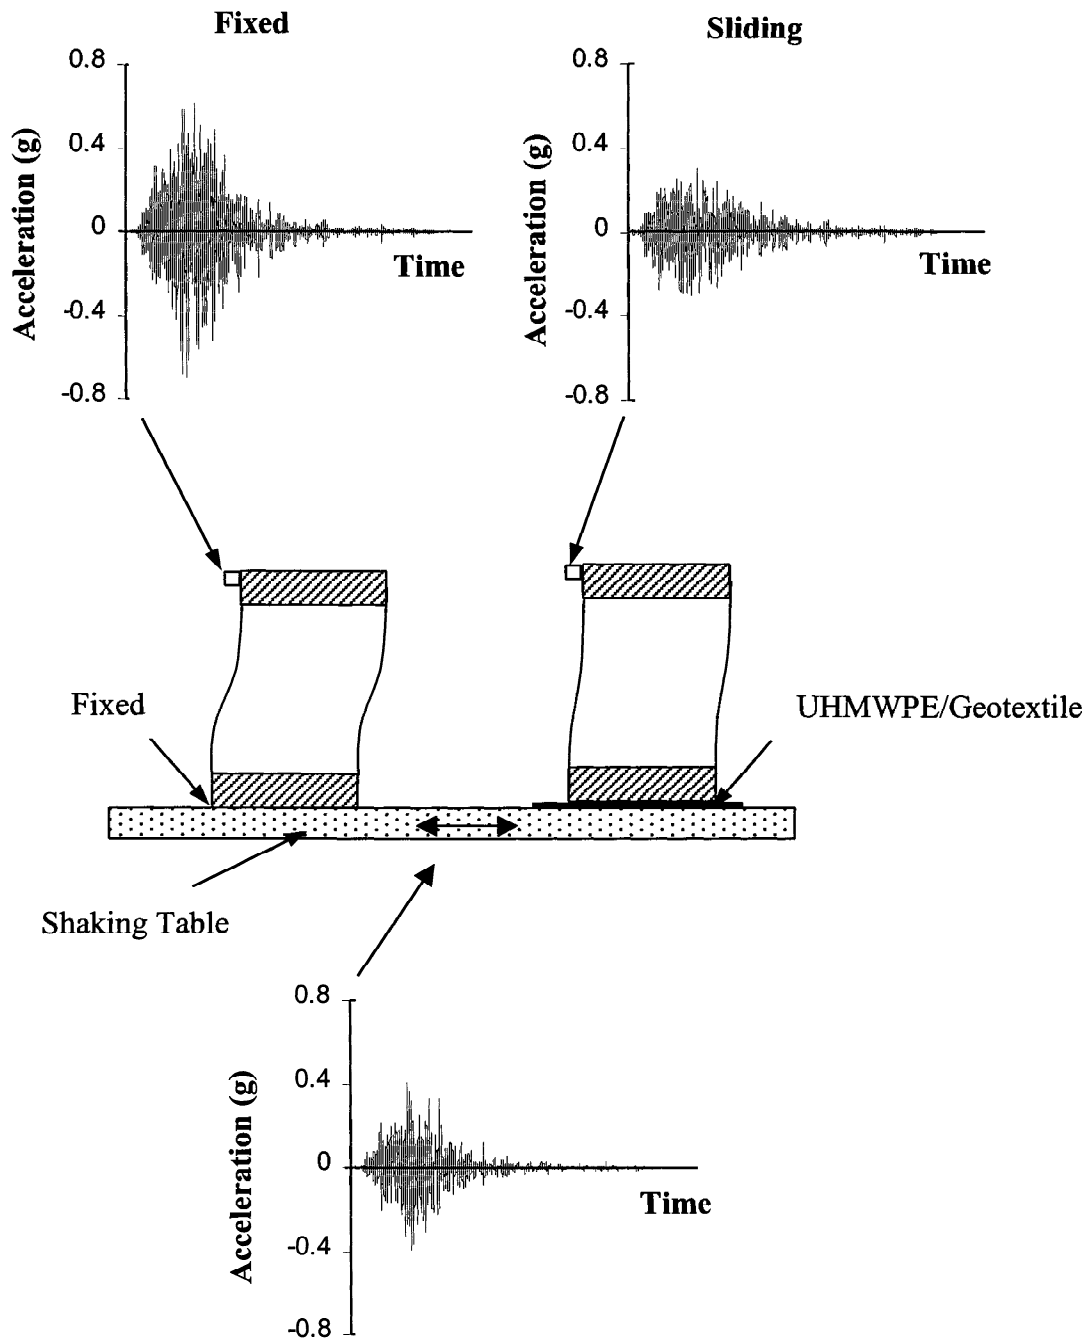 Fixed
Sliding
0.8
0.4
0
-0.4
-0.8
Acceleration (g)
Time
0.8
0.4
0
-0.4
-0.8
Acceleration (g)
Time
Fixed
UHMWPE/Geotextile
Shaking Table
0.8
0.4
0
-0.4
-0.8
Acceleration (g)
Time